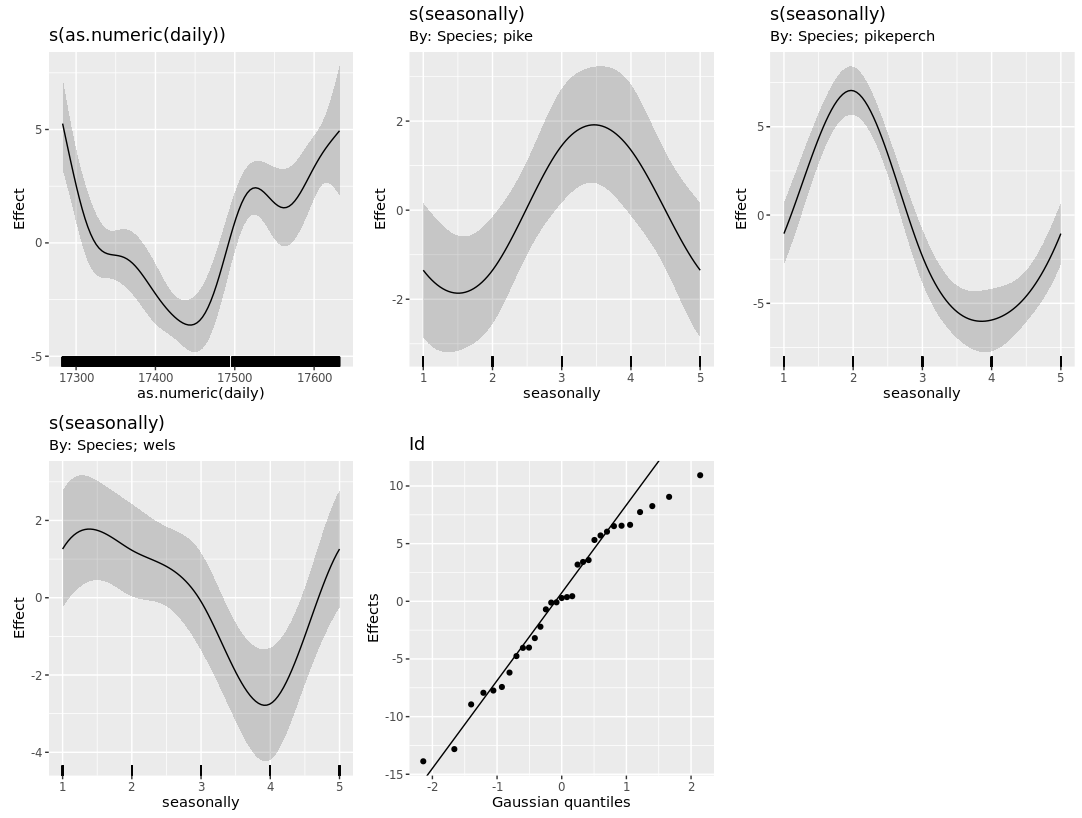 s(as.numeric(daily))
Effect
5
0
-5
17300 17400 17500 17600
as.numeric(daily)
s(seasonally)
By: Species; pike
Effect
2
0
-2
1 2 3 4 5
seasonally
s(seasonally)
By: Species; pikeperch
Effect
5
0
-5
1 2 3 4 5
seasonally
s(seasonally)
By: Species; wels
Effect
2
0
-2
-4
1 2 3 4 5
seasonally
Id
Effects
10
5
0
-5
-10
-15
-2 -1 0 1 2
Gaussian quantiles